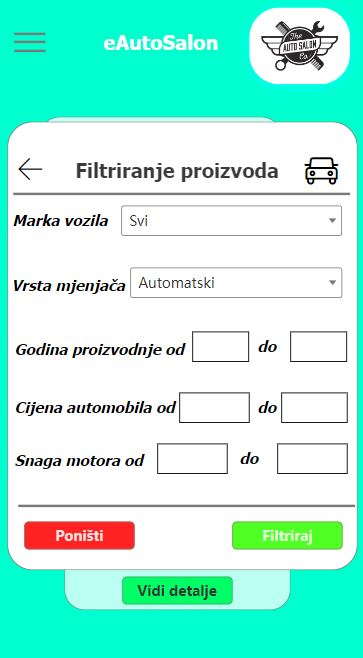 eAutoSalon
The
AUTO SALON
Co.
Filtriranje proizvoda
Marka vozila Svi
Vrsta mjenjača Automatski
Godina proizvodnje od do
Cijena automobila od do
Snaga motora od do
Poništi Filtriraj
Vidi detalje